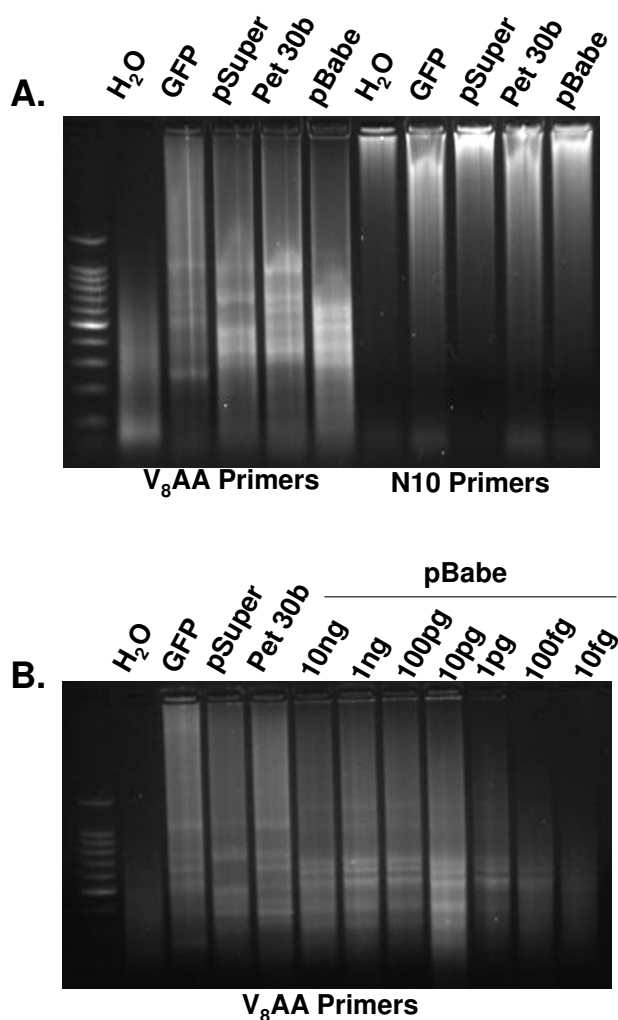 A.
H₂O GFP pSuper Pet 30b pBabe H₂O GFP pSuper Pet 30b pBabe
V₈AA Primers N10 Primers
pBabe
B.
H₂O GFP pSuper Pet 30b 10ng 1ng 100pg 10pg 1pg 100fg 10fg
V₈AA Primers